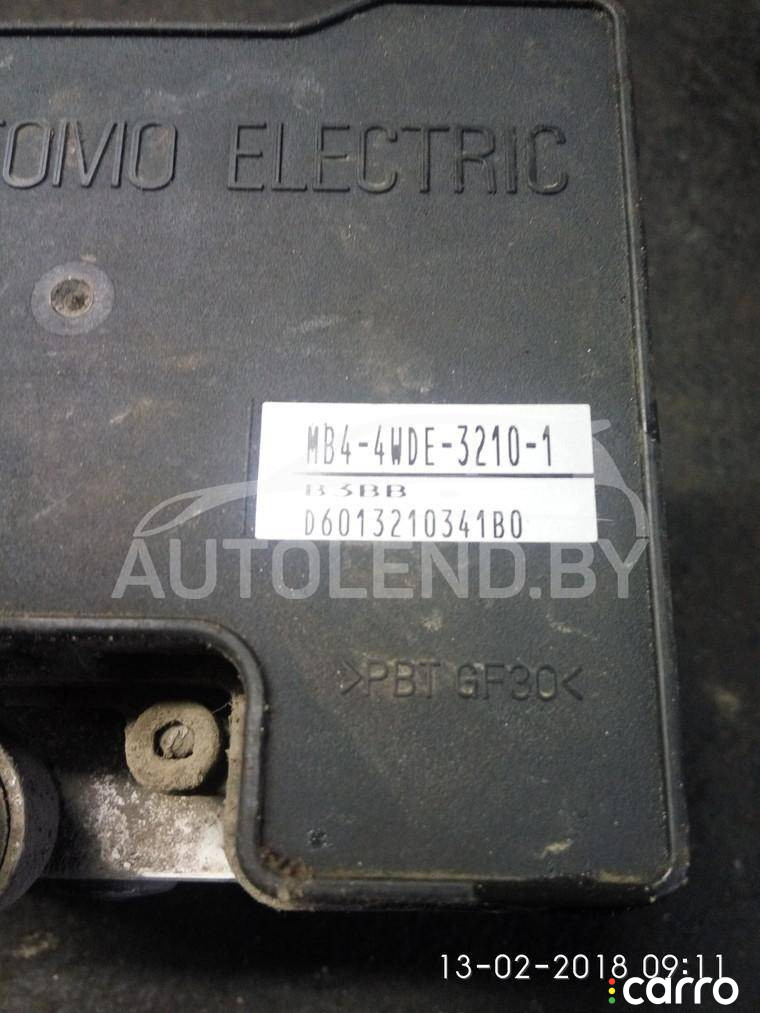 TOMO ELECTRIC
MB4-4WDE-3210-1
B3BB
D6013210341B0
AUTOLEND.BY
>PBT GF30<
13-02-2018 09:11
carro